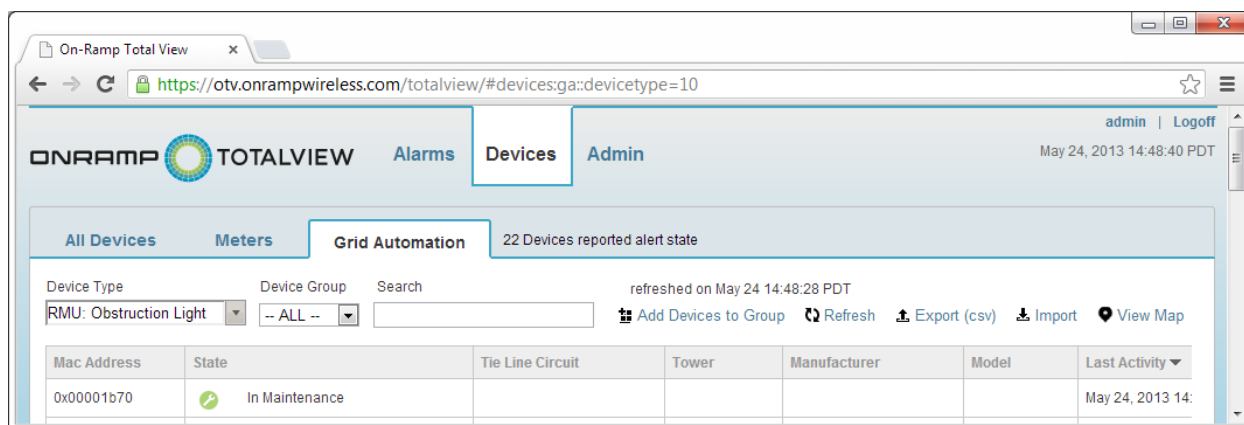 On-Ramp Total View
https://otv.onrampwireless.com/totalview/#devices:ga::devicetype=10
admin | Logoff
ONRAMP TOTALVIEW Alarms Devices Admin
May 24, 2013 14:48:40 PDT
All Devices Meters Grid Automation 22 Devices reported alert state
Device Type Device Group Search refreshed on May 24 14:48:28 PDT
RMU: Obstruction Light -- ALL -- Add Devices to Group Refresh Export (csv) Import View Map
Mac Address State Tie Line Circuit Tower Manufacturer Model Last Activity
0x00001b70 In Maintenance May 24, 2013 14: